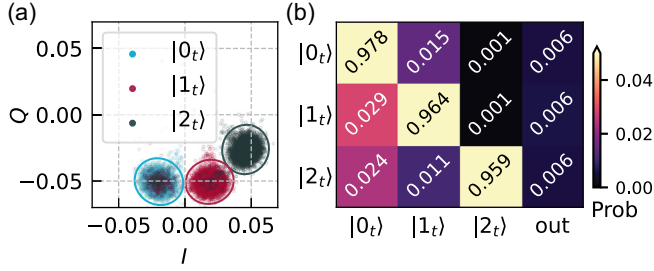 (a)
0.05
0.00
−0.05
Q
−0.05 0.00 0.05
I
|0ₜ⟩
|1ₜ⟩
|2ₜ⟩
(b)
|0ₜ⟩ 0.978 0.015 0.001 0.006
|1ₜ⟩ 0.029 0.964 0.001 0.006
|2ₜ⟩ 0.024 0.011 0.959 0.006
|0ₜ⟩ |1ₜ⟩ |2ₜ⟩ out
0.04
0.02
0.00
Prob